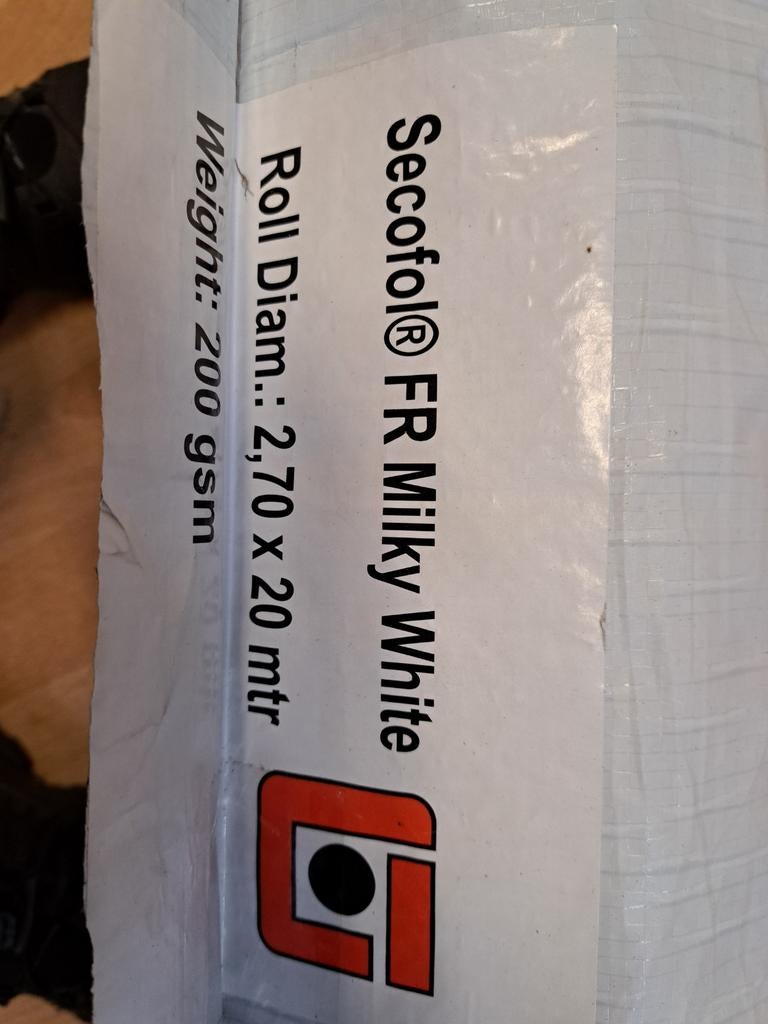 Secofol® FR Milky White
Roll Diam.: 2,70 x 20 mtr
Weight: 200 gsm